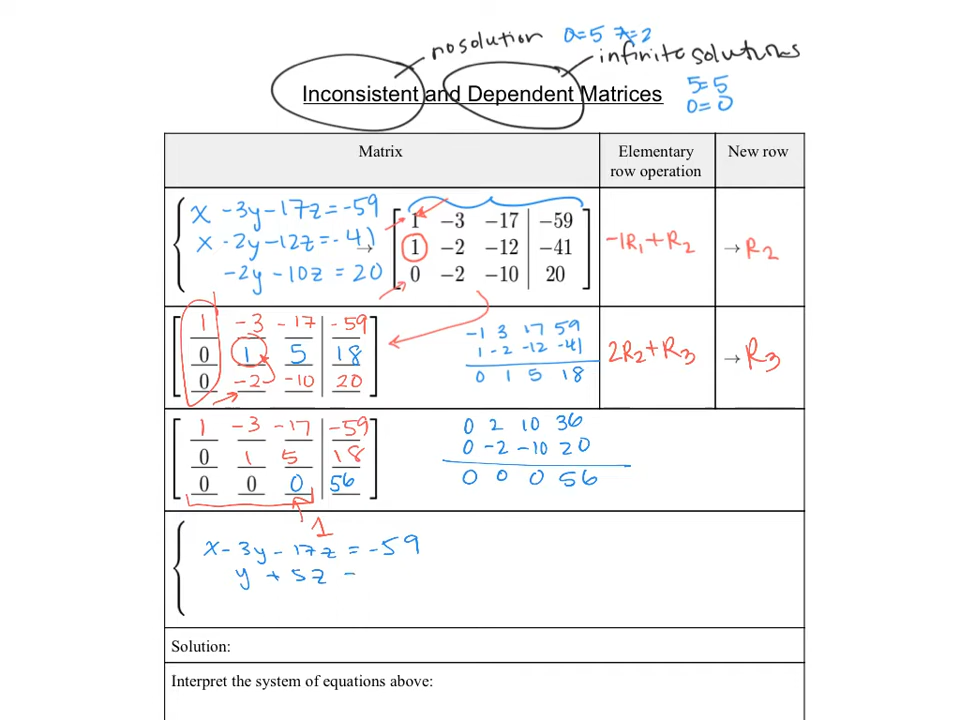 no solution 0=5 7=2
infinite solutions
Inconsistent and Dependent Matrices
5=5
0=0
Matrix
Elementary row operation
New row
x -3y -17z = -59
x -2y -12z = -41
-2y -10z = 20
→
1 -3 -17 -59
1 -2 -12 -41
0 -2 -10 20
-1R1 + R2
→ R2
1 -3 -17 -59
0 1 5 18
0 -2 -10 20
-1 3 17 59
1 -2 -12 -41
0 1 5 18
2R2 + R3
→ R3
1 -3 -17 -59
0 1 5 18
0 0 0 56
1
0 2 10 36
0 -2 -10 20
0 0 0 56
x - 3y - 17z = -59
y + 5z -
Solution:
Interpret the system of equations above: